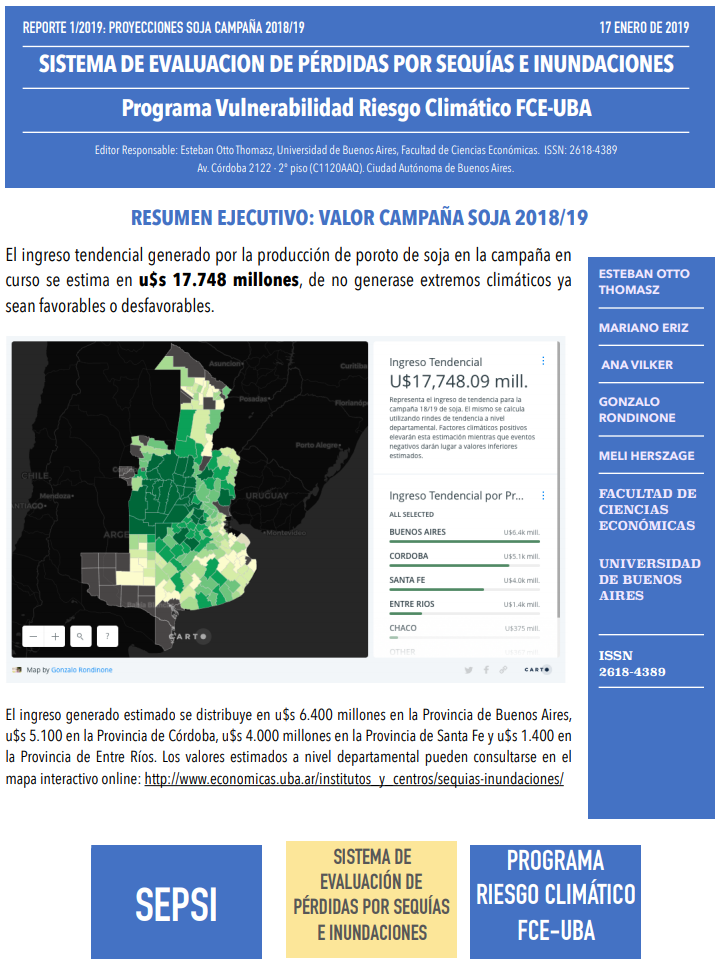 REPORTE 1/2019: PROYECCIONES SOJA CAMPAÑA 2018/19
17 ENERO DE 2019
SISTEMA DE EVALUACION DE PÉRDIDAS POR SEQUÍAS E INUNDACIONES
Programa Vulnerabilidad Riesgo Climático FCE-UBA
Editor Responsable: Esteban Otto Thomasz, Universidad de Buenos Aires, Facultad de Ciencias Económicas. ISSN: 2618-4389
Av. Córdoba 2122 - 2° piso (C1120AAQ). Ciudad Autónoma de Buenos Aires.
RESUMEN EJECUTIVO: VALOR CAMPAÑA SOJA 2018/19
El ingreso tendencial generado por la producción de poroto de soja en la campaña en
curso se estima en u$s 17.748 millones, de no generase extremos climáticos ya
sean favorables o desfavorables.
Asuncion
Curitiba
Posadas
Florianópo
Porto Alegre
CHILE
Mendoza
SANTIAGO
URUGUAY
Montevideo
ARGE
CARTO
Ingreso Tendencial
U$17,748.09 mill.
Representa el ingreso de tendencia para la
campaña 18/19 de soja. El mismo se calcula
utilizando rindes de tendencia a nivel
departamental. Factores climáticos positivos
elevarán esta estimación mientras que eventos
negativos darán lugar a valores inferiores
estimados.
Ingreso Tendencial por Pr...
ALL SELECTED
BUENOS AIRES U$6.4k mill.
CORDOBA U$5.1k mill.
SANTA FE U$4.0k mill.
ENTRE RIOS U$1.4k mill.
CHACO U$375 mill.
OTHER
Map by Gonzalo Rondinone
CARTO
El ingreso generado estimado se distribuye en u$s 6.400 millones en la Provincia de Buenos Aires,
u$s 5.100 en la Provincia de Córdoba, u$s 4.000 millones en la Provincia de Santa Fe y u$s 1.400 en
la Provincia de Entre Ríos. Los valores estimados a nivel departamental pueden consultarse en el
mapa interactivo online: http://www.economicas.uba.ar/institutos_y_centros/sequias-inundaciones/
ESTEBAN OTTO
THOMASZ
MARIANO ERIZ
ANA VILKER
GONZALO
RONDINONE
MELI HERSZAGE
FACULTAD DE
CIENCIAS
ECONÓMICAS
UNIVERSIDAD
DE BUENOS
AIRES
ISSN
2618-4389
SEPSI
SISTEMA DE
EVALUACIÓN DE
PÉRDIDAS POR SEQUÍAS
E INUNDACIONES
PROGRAMA
RIESGO CLIMÁTICO
FCE-UBA